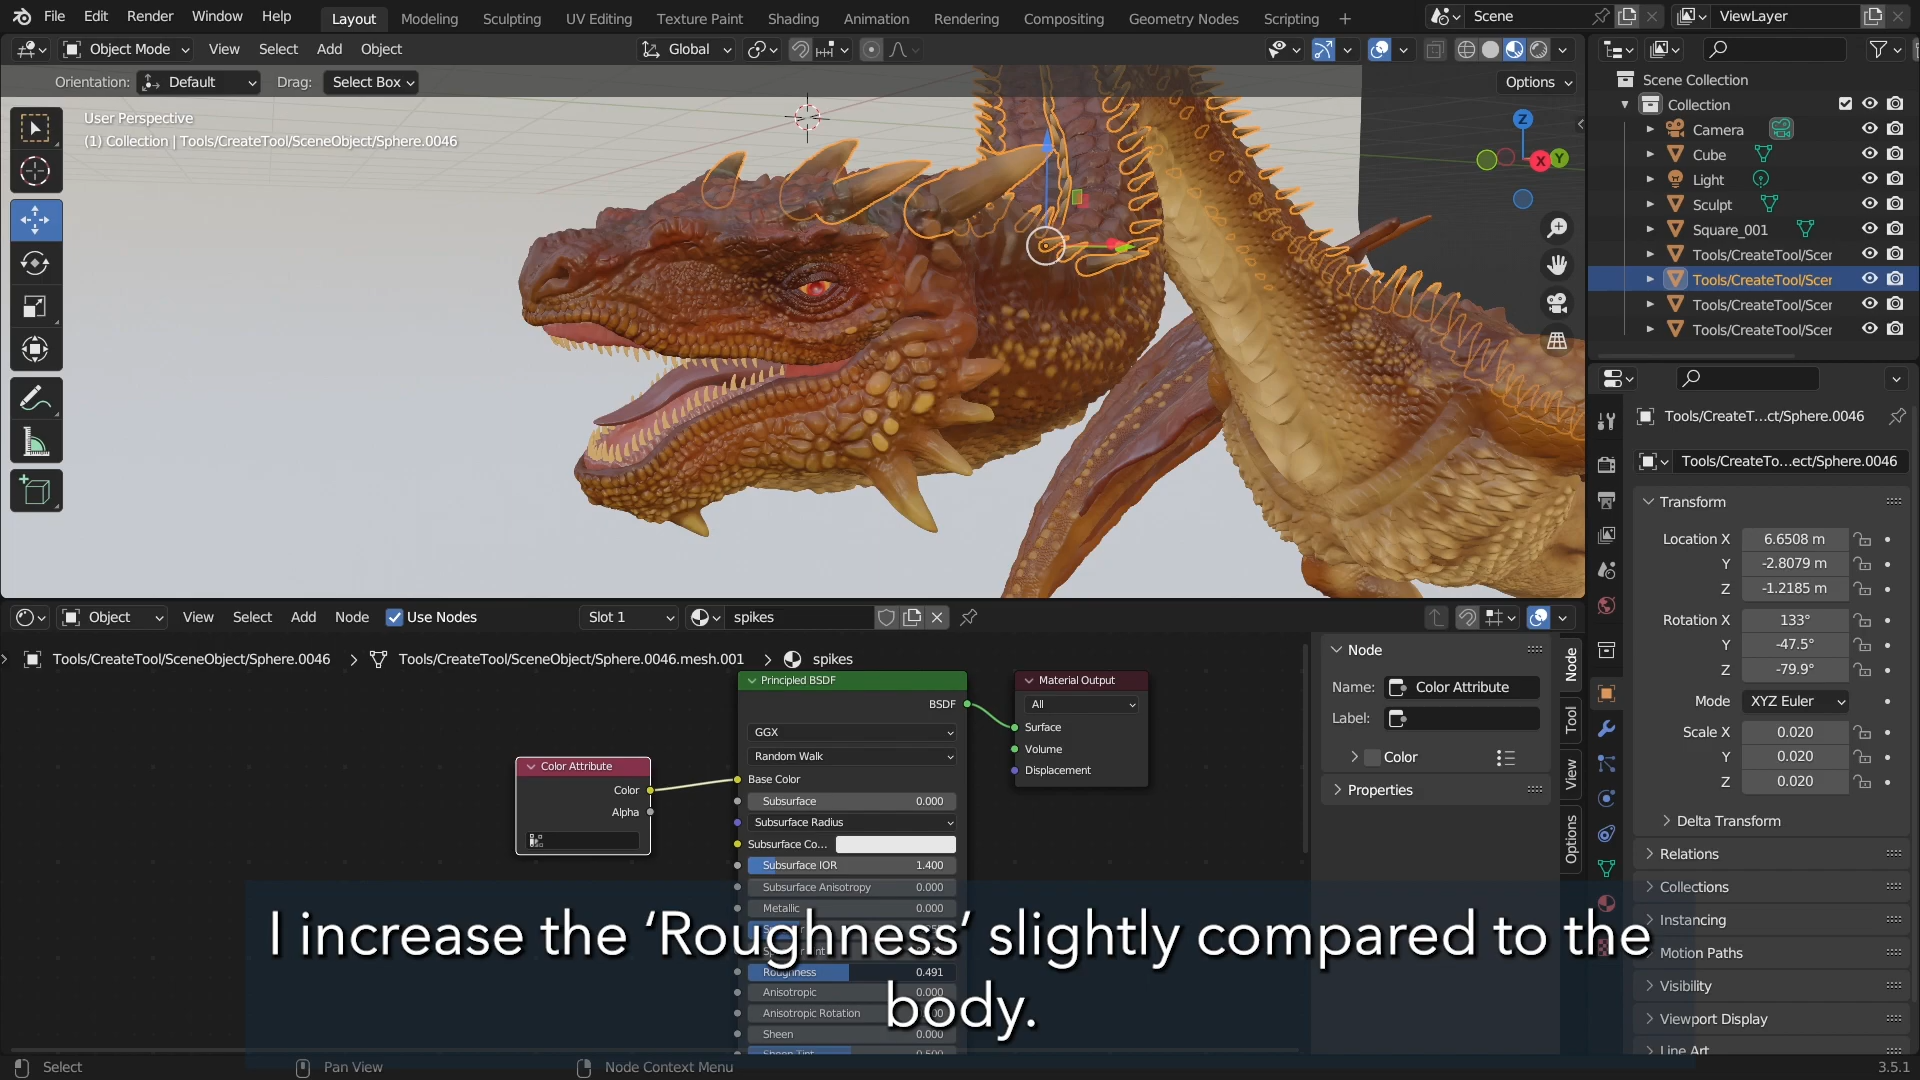 File Edit Render Window Help Layout Modeling Sculpting UV Editing Texture Paint Shading Animation Rendering Compositing Geometry Nodes Scripting + Scene ViewLayer
Object Mode View Select Add Object Global
Orientation: Default Drag: Select Box Options
User Perspective
(1) Collection | Tools/CreateTool/SceneObject/Sphere.0046
Z
X
Y
Scene Collection
Collection
Camera
Cube
Light
Sculpt
Square_001
Tools/CreateTool/Scer
Tools/CreateTool/Scer
Tools/CreateTool/Scer
Tools/CreateTool/Scer
Tools/CreateT...ct/Sphere.0046
Tools/CreateTo...ect/Sphere.0046
Transform
Location X 6.6508 m
Y -2.8079 m
Z -1.2185 m
Rotation X 133°
Y -47.5°
Z -79.9°
Mode XYZ Euler
Scale X 0.020
Y 0.020
Z 0.020
Delta Transform
Relations
Collections
Instancing
Motion Paths
Visibility
Viewport Display
Line Art
Object View Select Add Node Use Nodes Slot 1 spikes
Tools/CreateTool/SceneObject/Sphere.0046 > Tools/CreateTool/SceneObject/Sphere.0046.mesh.001 > spikes
Color Attribute
Color
Alpha
Principled BSDF
BSDF
GGX
Random Walk
Base Color
Subsurface 0.000
Subsurface Radius
Subsurface Co...
Subsurface IOR 1.400
Subsurface Anisotropy 0.000
Metallic 0.000
Roughness 0.491
Anisotropic 0.000
Anisotropic Rotation
Sheen 0.000
Sheen Tint 0.500
Material Output
All
Surface
Volume
Displacement
Node
Name: Color Attribute
Label:
Color
Properties
Node
Tool
View
Options
I increase the ‘Roughness’ slightly compared to the
body.
Select Pan View Node Context Menu 3.5.1